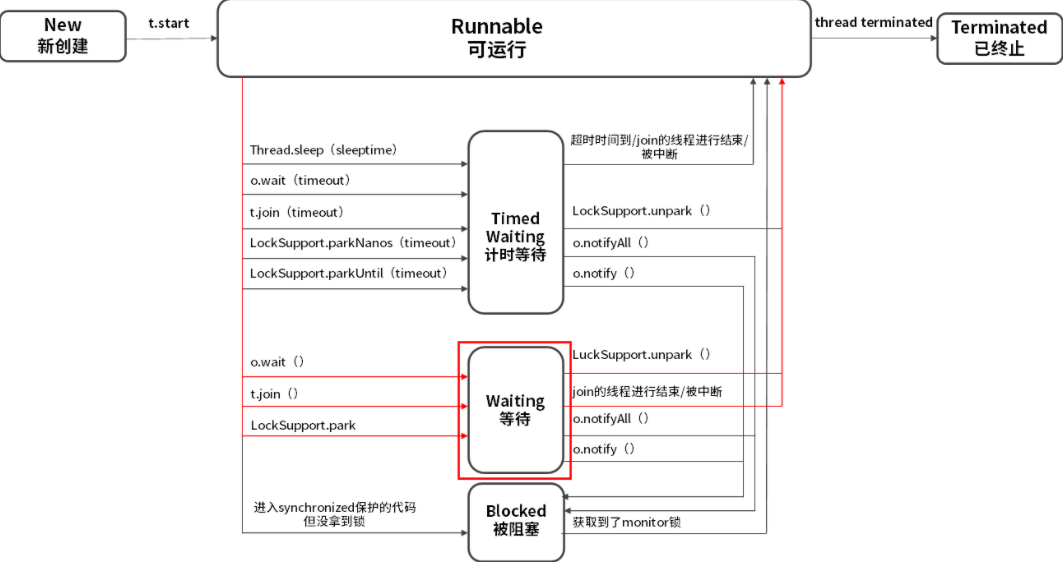 New
新创建
t.start
Runnable
可运行
thread terminated
Terminated
已终止
Thread.sleep（sleeptime）
o.wait（timeout）
t.join（timeout）
LockSupport.parkNanos（timeout）
LockSupport.parkUntil（timeout）
Timed
Waiting
计时等待
超时时间到/join的线程进行结束/
被中断
LockSupport.unpark（）
o.notifyAll（）
o.notify（）
o.wait（）
t.join（）
LockSupport.park
Waiting
等待
LuckSupport.unpark（）
join的线程进行结束/被中断
o.notifyAll（）
o.notify（）
进入synchronized保护的代码
但没拿到锁
Blocked
被阻塞
获取到了monitor锁